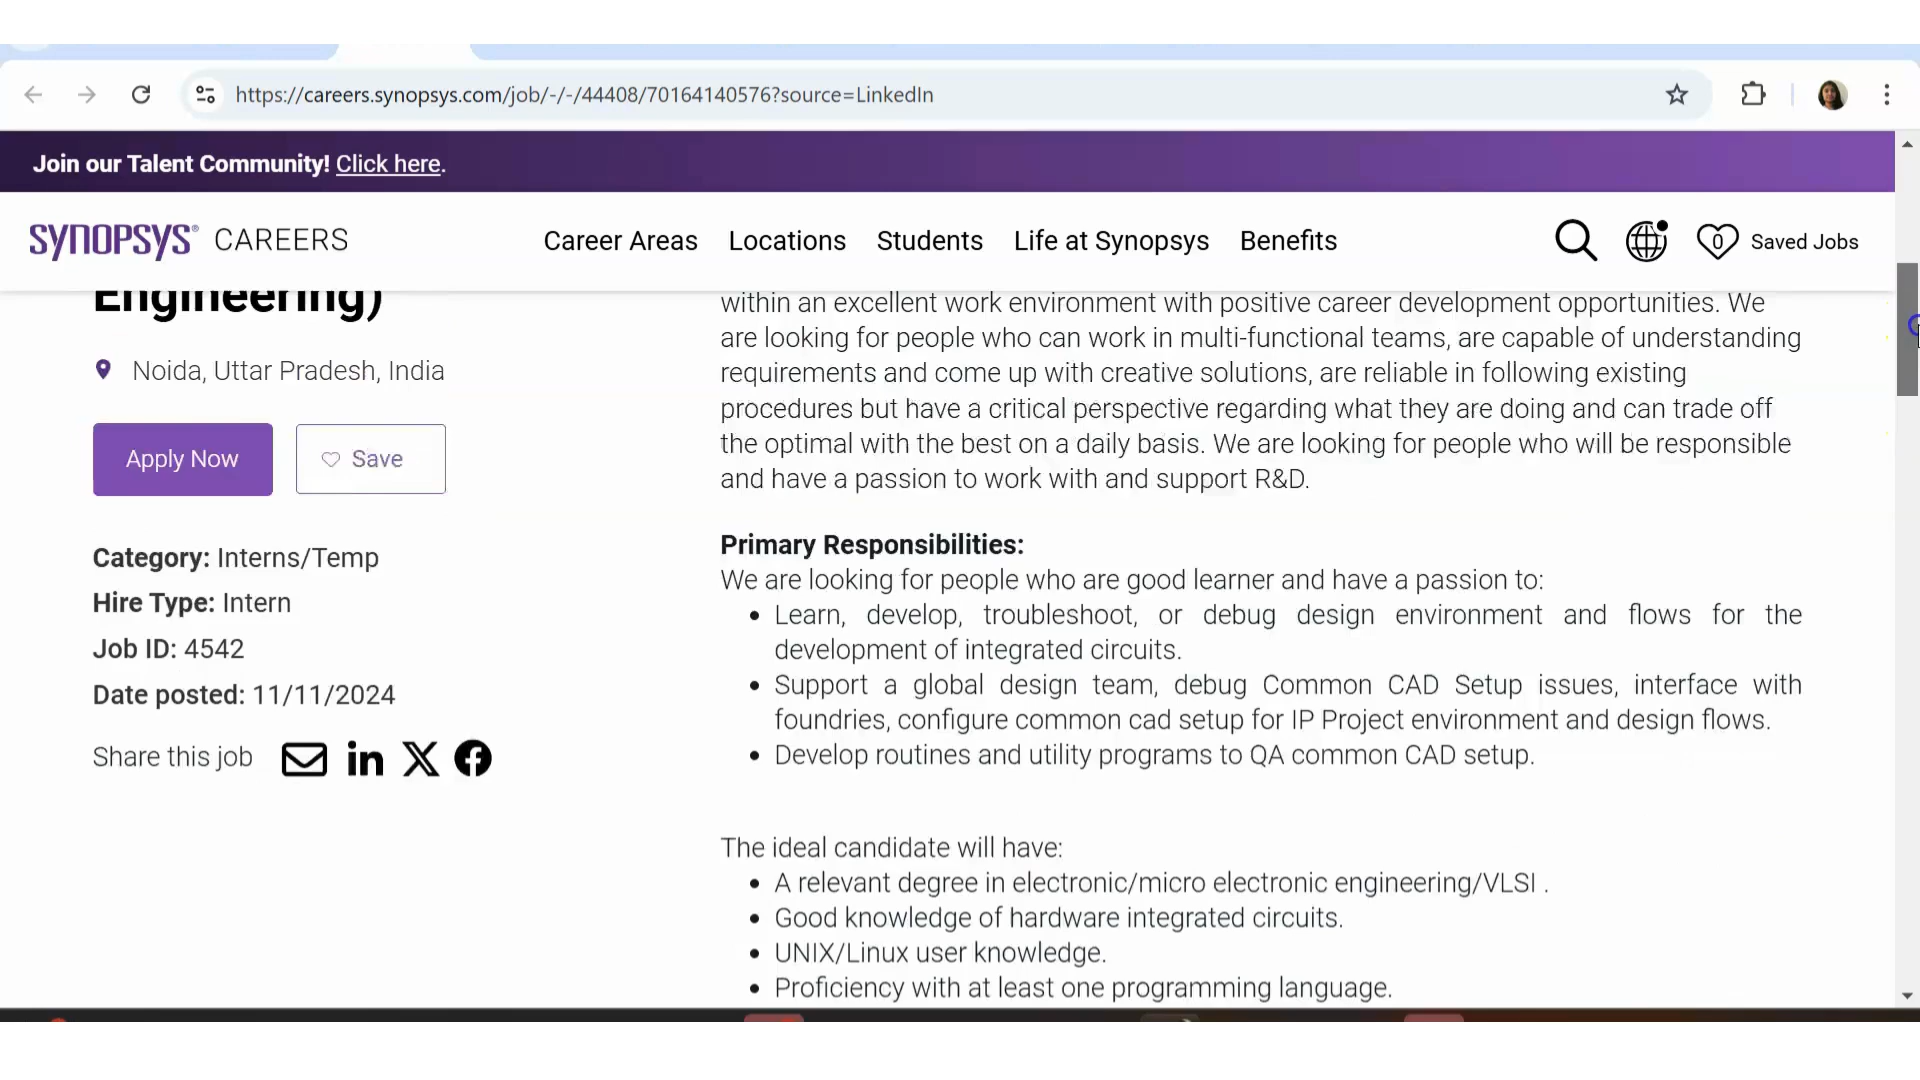 https://careers.synopsys.com/job/-/-/44408/70164140576?source=LinkedIn
Join our Talent Community! Click here.
SYNOPSYS® CAREERS
Career Areas Locations Students Life at Synopsys Benefits
0 Saved Jobs
Engineering)
Noida, Uttar Pradesh, India
Apply Now
Save
Category: Interns/Temp
Hire Type: Intern
Job ID: 4542
Date posted: 11/11/2024
Share this job
within an excellent work environment with positive career development opportunities. We
are looking for people who can work in multi-functional teams, are capable of understanding
requirements and come up with creative solutions, are reliable in following existing
procedures but have a critical perspective regarding what they are doing and can trade off
the optimal with the best on a daily basis. We are looking for people who will be responsible
and have a passion to work with and support R&D.
Primary Responsibilities:
We are looking for people who are good learner and have a passion to:
• Learn, develop, troubleshoot, or debug design environment and flows for the
development of integrated circuits.
• Support a global design team, debug Common CAD Setup issues, interface with
foundries, configure common cad setup for IP Project environment and design flows.
• Develop routines and utility programs to QA common CAD setup.
The ideal candidate will have:
• A relevant degree in electronic/micro electronic engineering/VLSI .
• Good knowledge of hardware integrated circuits.
• UNIX/Linux user knowledge.
• Proficiency with at least one programming language.